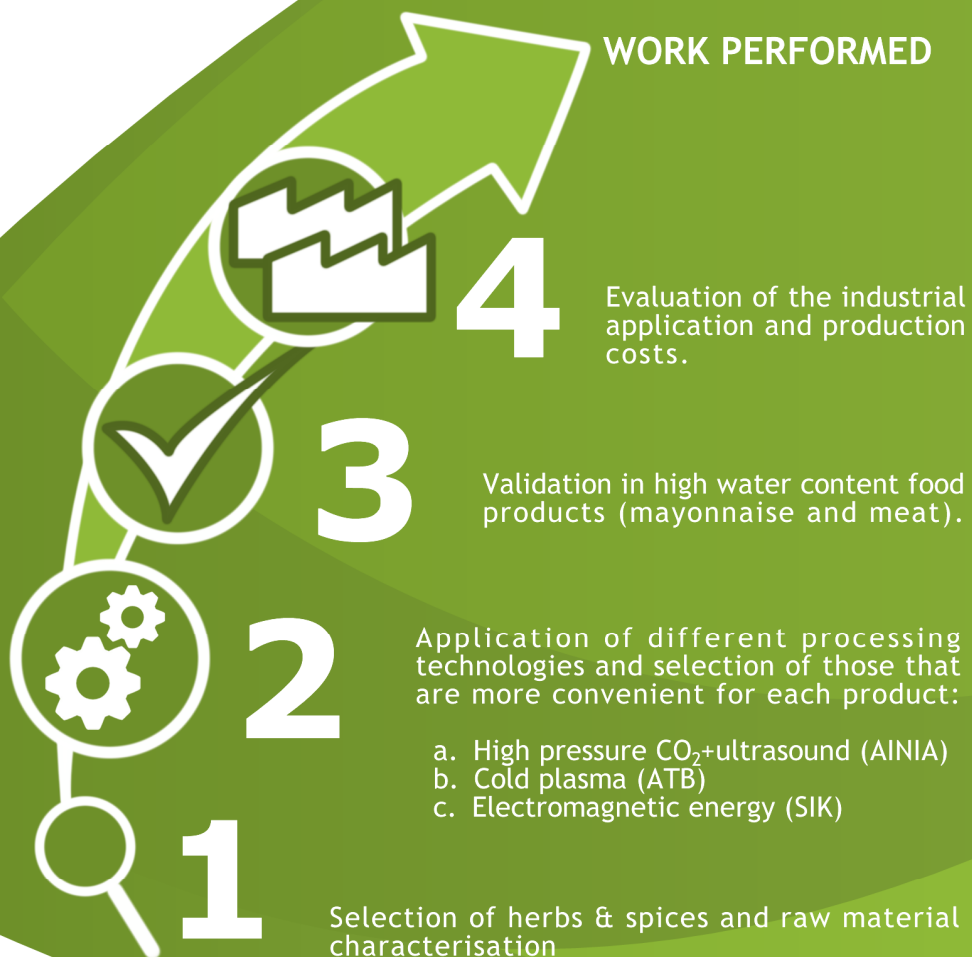 WORK PERFORMED
4
Evaluation of the industrial
application and production
costs.
3
Validation in high water content food
products (mayonnaise and meat).
2
Application of different processing
technologies and selection of those that
are more convenient for each product:
a. High pressure CO₂+ultrasound (AINIA)
b. Cold plasma (ATB)
c. Electromagnetic energy (SIK)
1
Selection of herbs & spices and raw material
characterisation